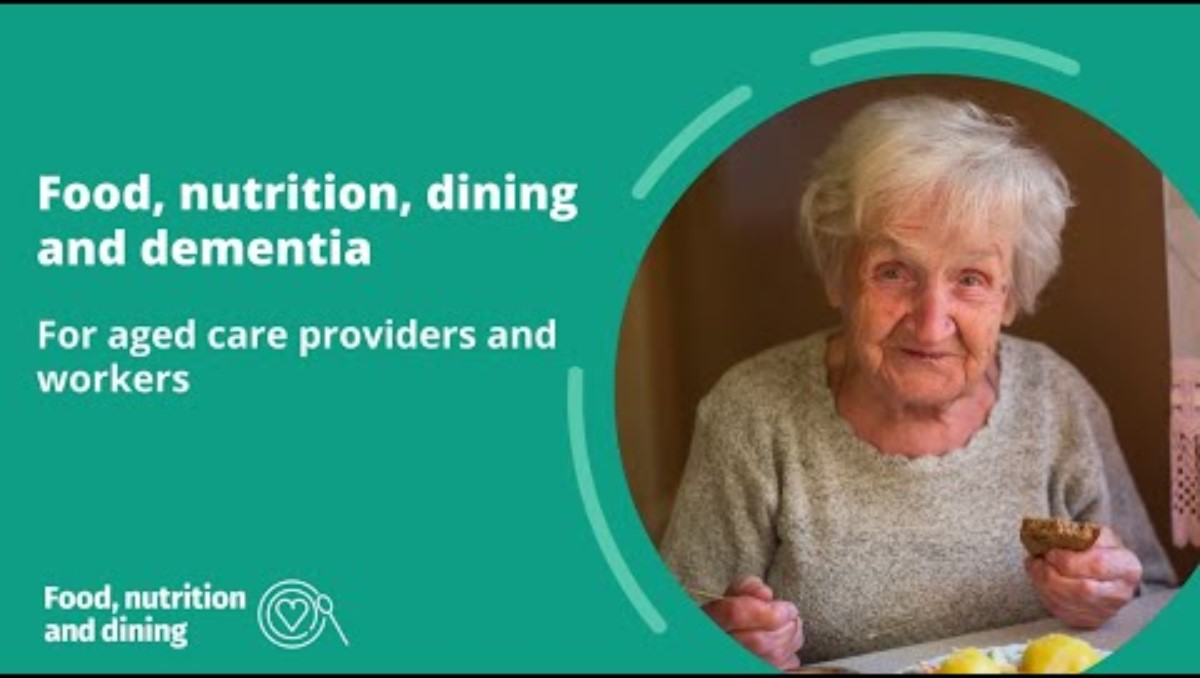 Food, nutrition, dining
and dementia
For aged care providers and
workers
Food, nutrition
and dining